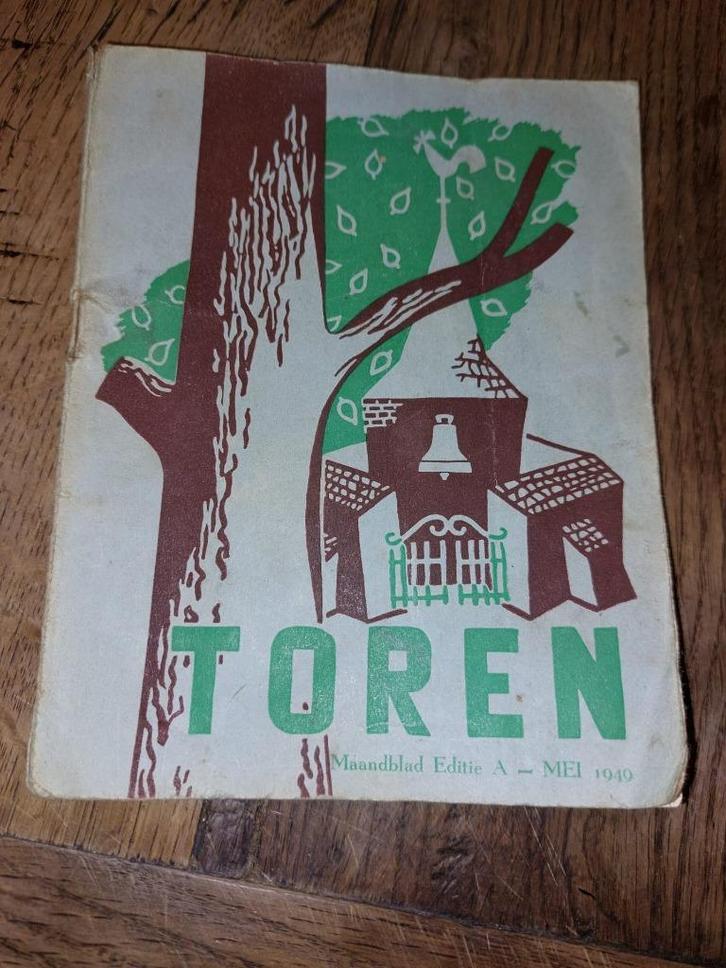 TOREN
Maandblad Editie A — MEI 1949